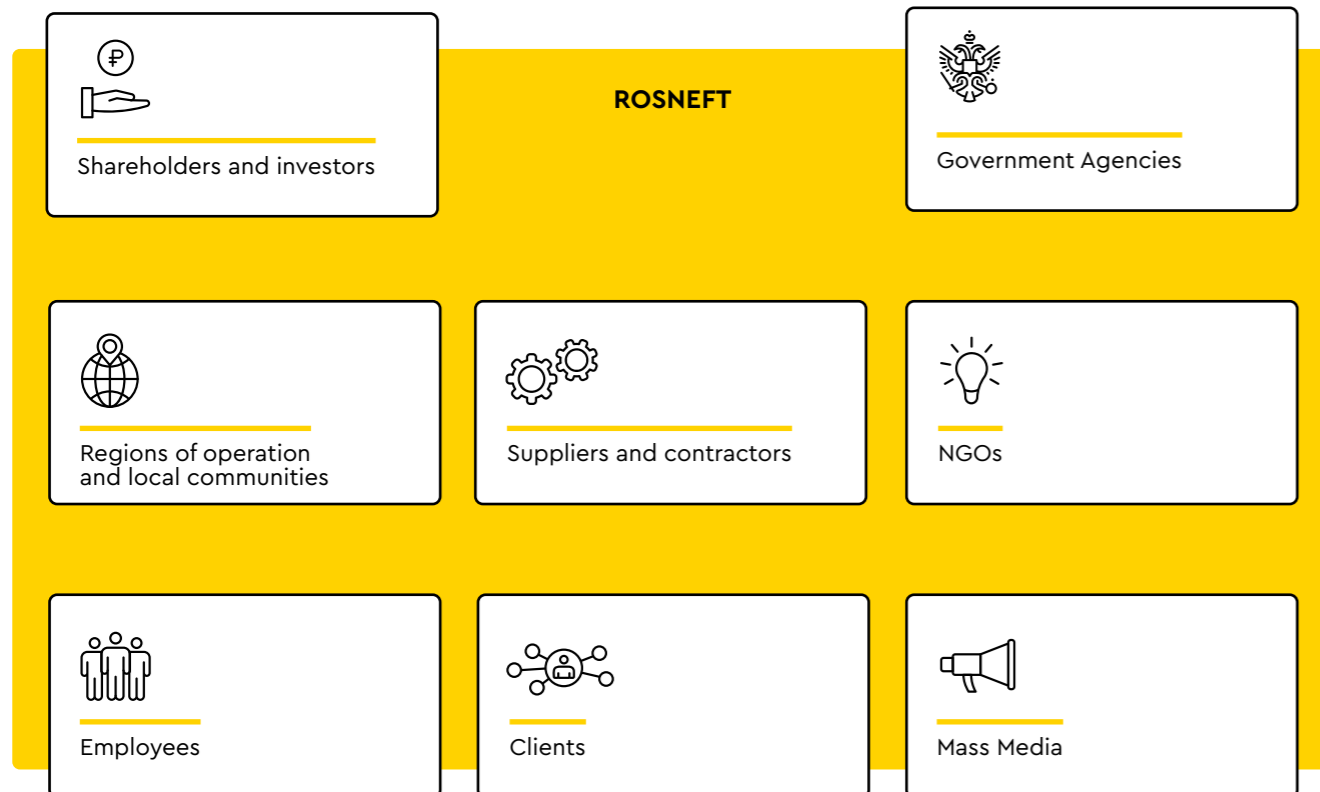 ROSNEFT
Shareholders and investors
Government Agencies
Regions of operation
and local communities
Suppliers and contractors
NGOs
Employees
Clients
Mass Media